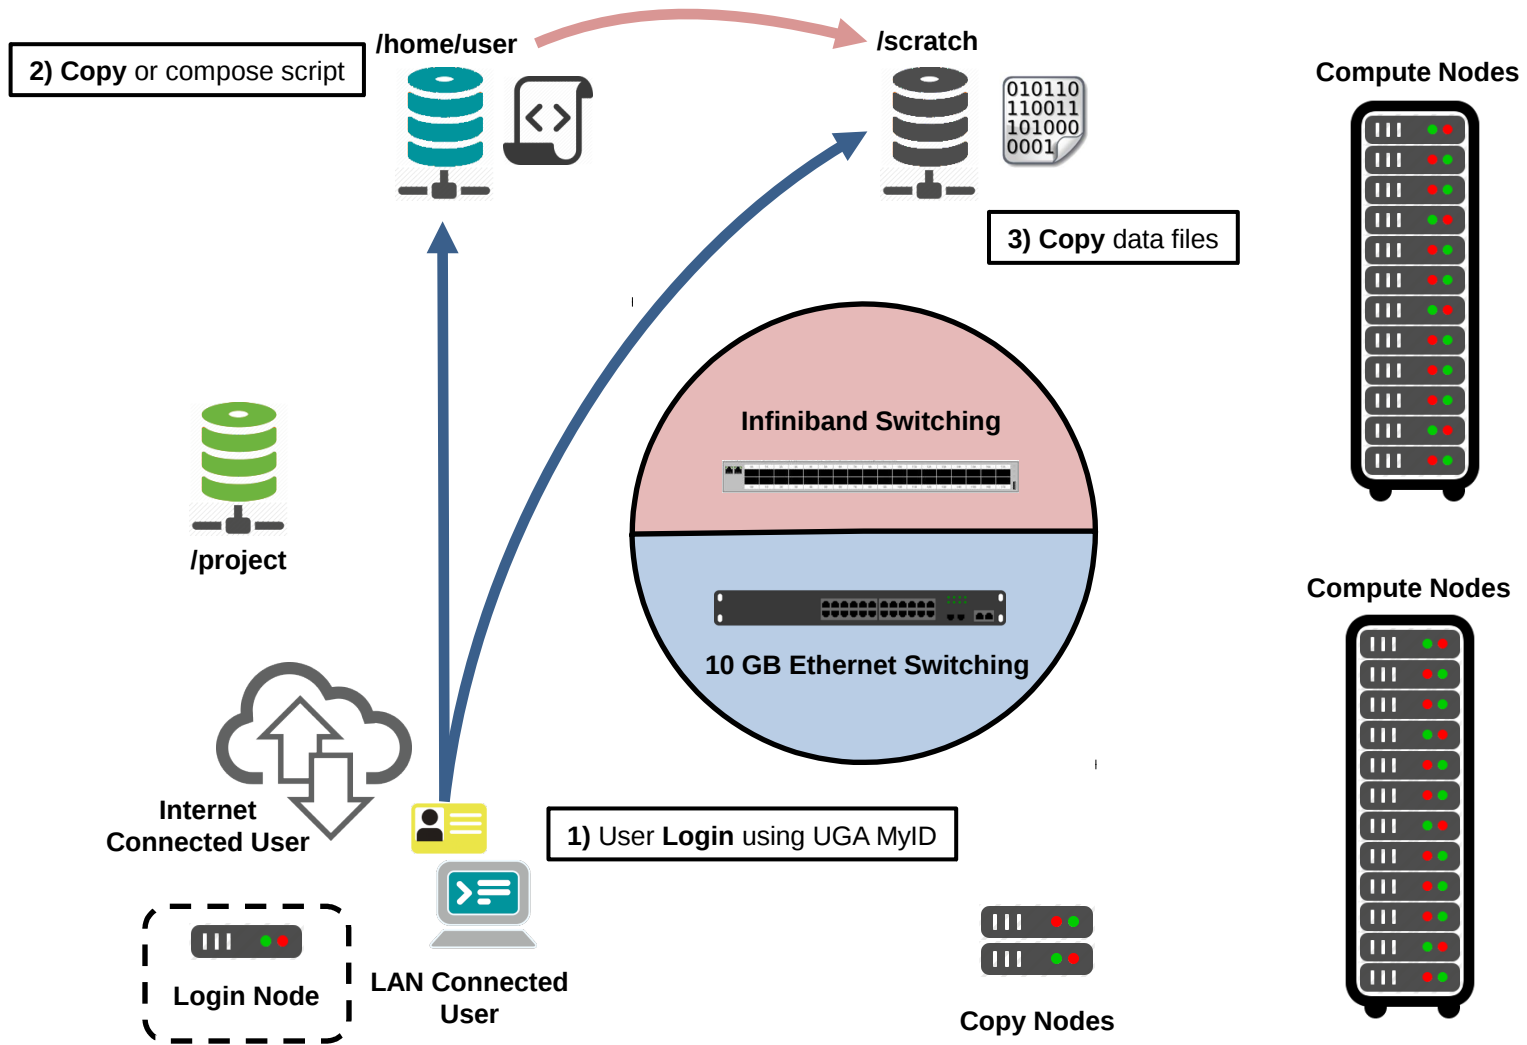 /home/user
/scratch
2) Copy or compose script
Compute Nodes
010110
110011
101000
0001
3) Copy data files
Infiniband Switching
/project
Compute Nodes
10 GB Ethernet Switching
Internet
Connected User
1) User Login using UGA MyID
LAN Connected
User
Login Node
Copy Nodes